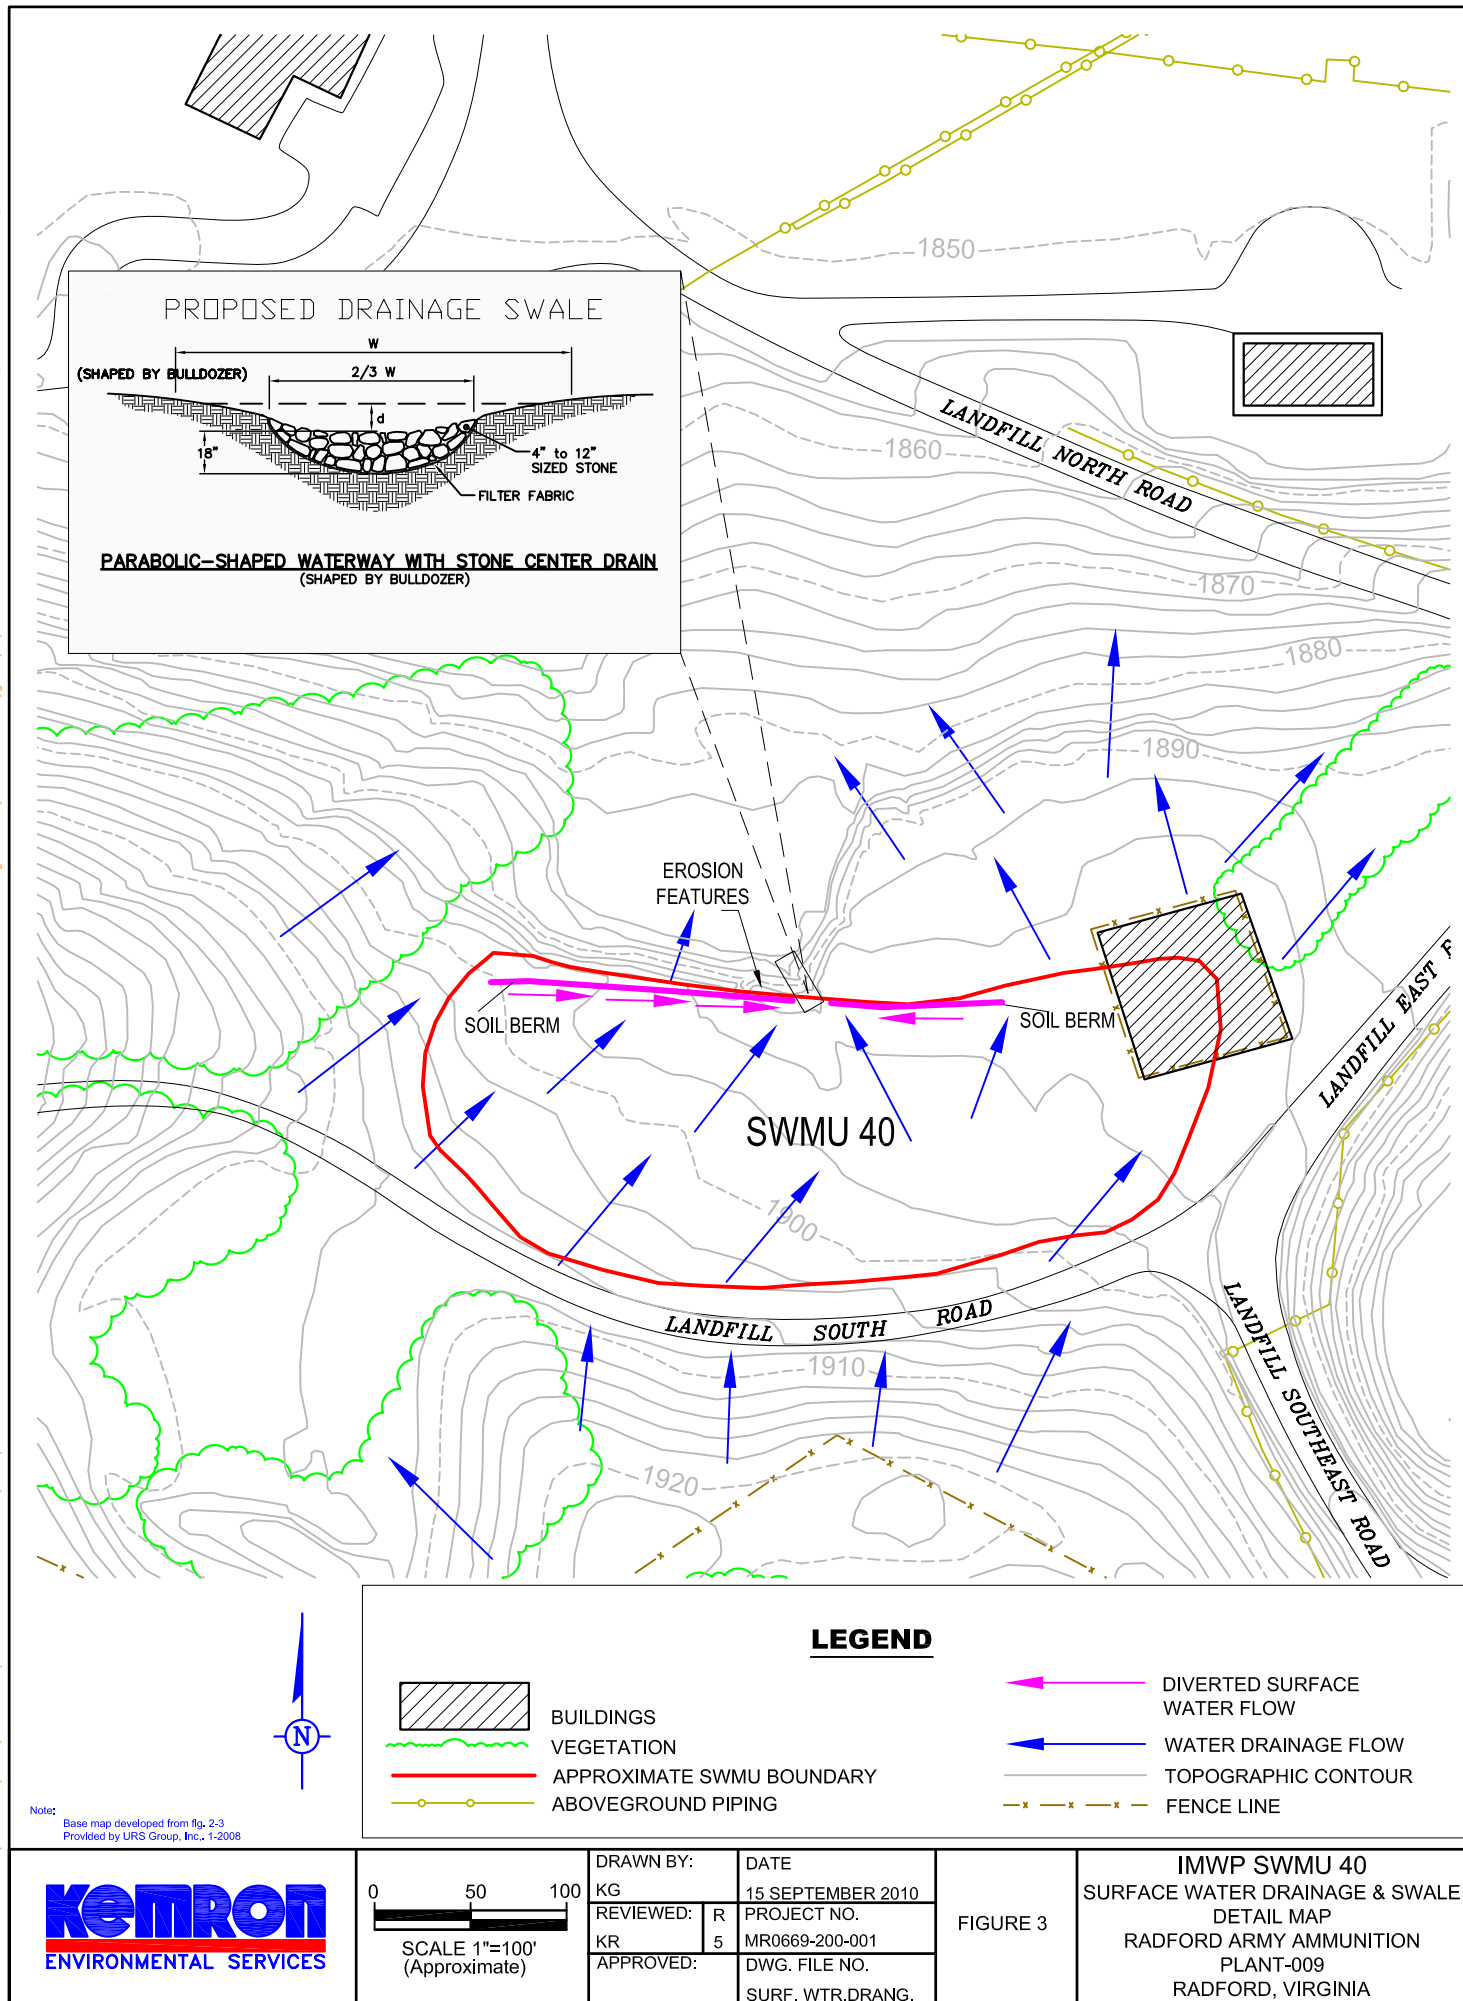 PROPOSED DRAINAGE SWALE
W
(SHAPED BY BULLDOZER)
2/3 W
d
18"
4" to 12"
SIZED STONE
FILTER FABRIC
PARABOLIC-SHAPED WATERWAY WITH STONE CENTER DRAIN
(SHAPED BY BULLDOZER)
1850
LANDFILL NORTH ROAD
1860
1870
1880
1890
EROSION
FEATURES
SOIL BERM
SOIL BERM
LANDFILL EAST
SWMU 40
1900
LANDFILL SOUTH ROAD
1910
LANDFILL SOUTHEAST ROAD
1920
LEGEND
BUILDINGS
VEGETATION
APPROXIMATE SWMU BOUNDARY
ABOVEGROUND PIPING
DIVERTED SURFACE
WATER FLOW
WATER DRAINAGE FLOW
TOPOGRAPHIC CONTOUR
FENCE LINE
N
Note:
Base map developed from fig. 2-3
Provided by URS Group, Inc,. 1-2008
KEMRON
ENVIRONMENTAL SERVICES
0 50 100
SCALE 1"=100'
(Approximate)
DRAWN BY:
KG
REVIEWED:
KR
R
5
APPROVED:
DATE
15 SEPTEMBER 2010
PROJECT NO.
MR0669-200-001
DWG. FILE NO.
SURF. WTR.DRANG.
FIGURE 3
IMWP SWMU 40
SURFACE WATER DRAINAGE & SWALE
DETAIL MAP
RADFORD ARMY AMMUNITION
PLANT-009
RADFORD, VIRGINIA